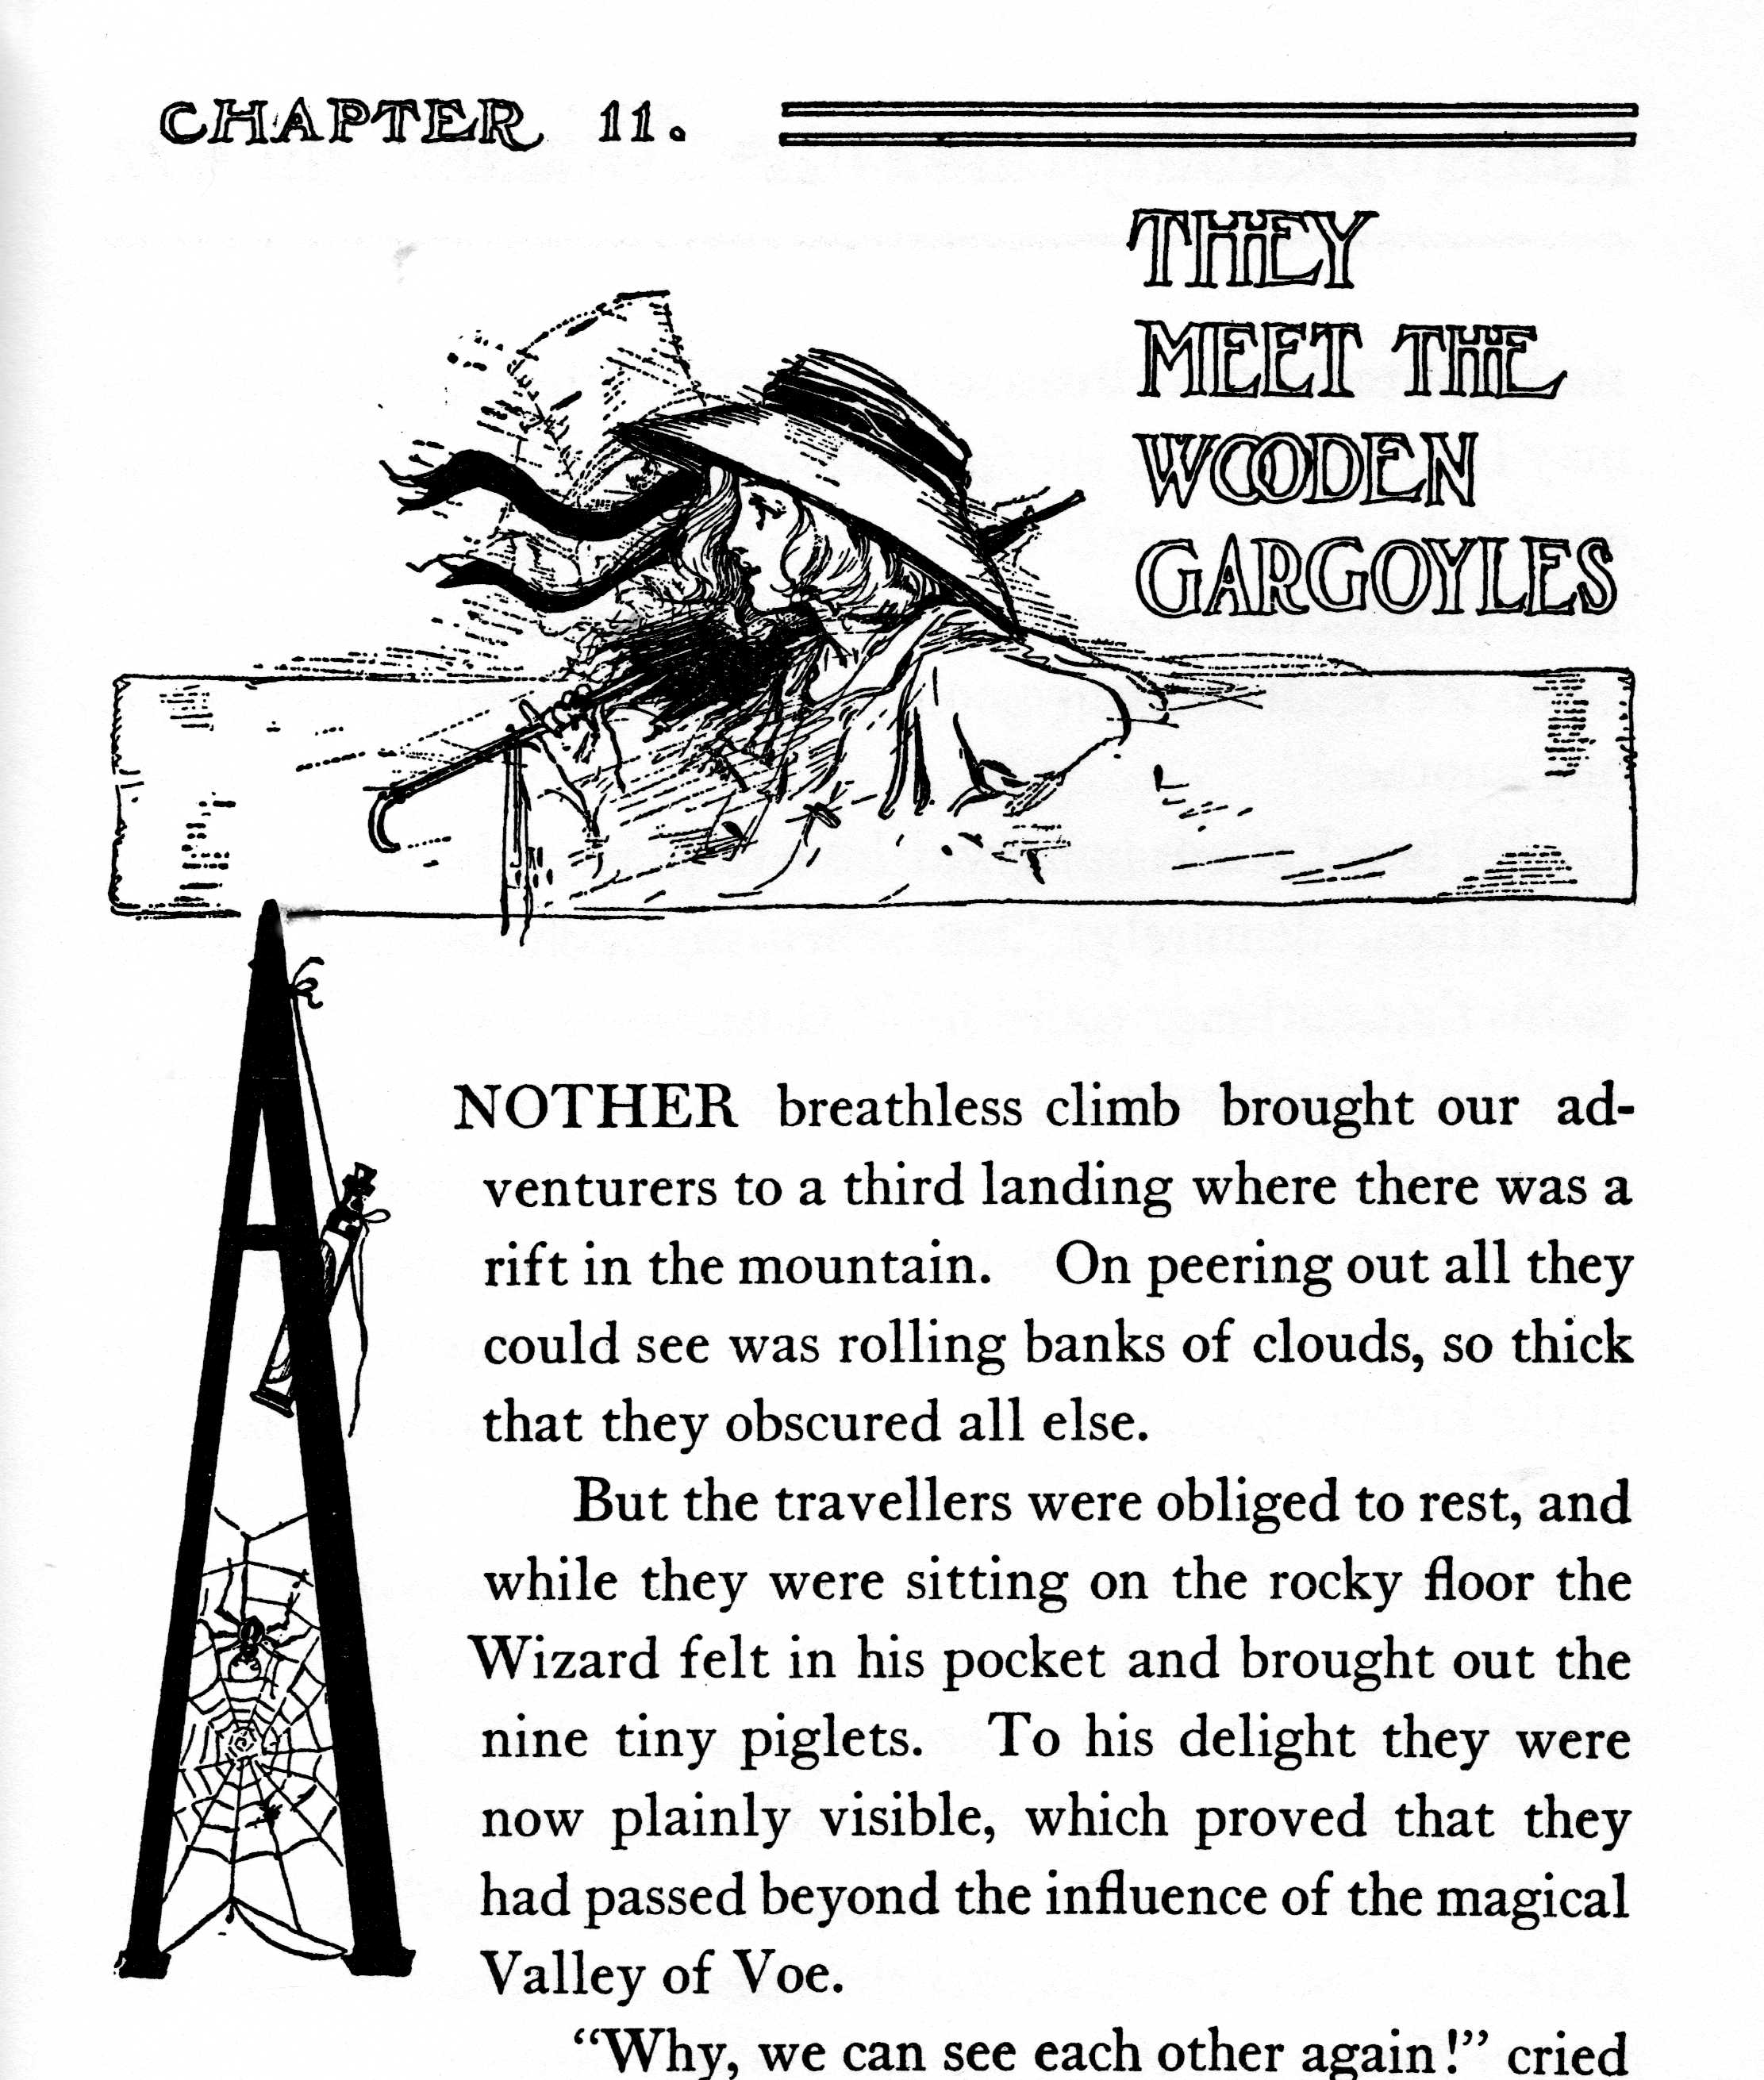 CHAPTER 11.
THEY
MEET THE
WOODEN
GARGOYLES
ANOTHER breathless climb brought our ad-
venturers to a third landing where there was a
rift in the mountain. On peering out all they
could see was rolling banks of clouds, so thick
that they obscured all else.
But the travellers were obliged to rest, and
while they were sitting on the rocky floor the
Wizard felt in his pocket and brought out the
nine tiny piglets. To his delight they were
now plainly visible, which proved that they
had passed beyond the influence of the magical
Valley of Voe.
“Why, we can see each other again!” cried